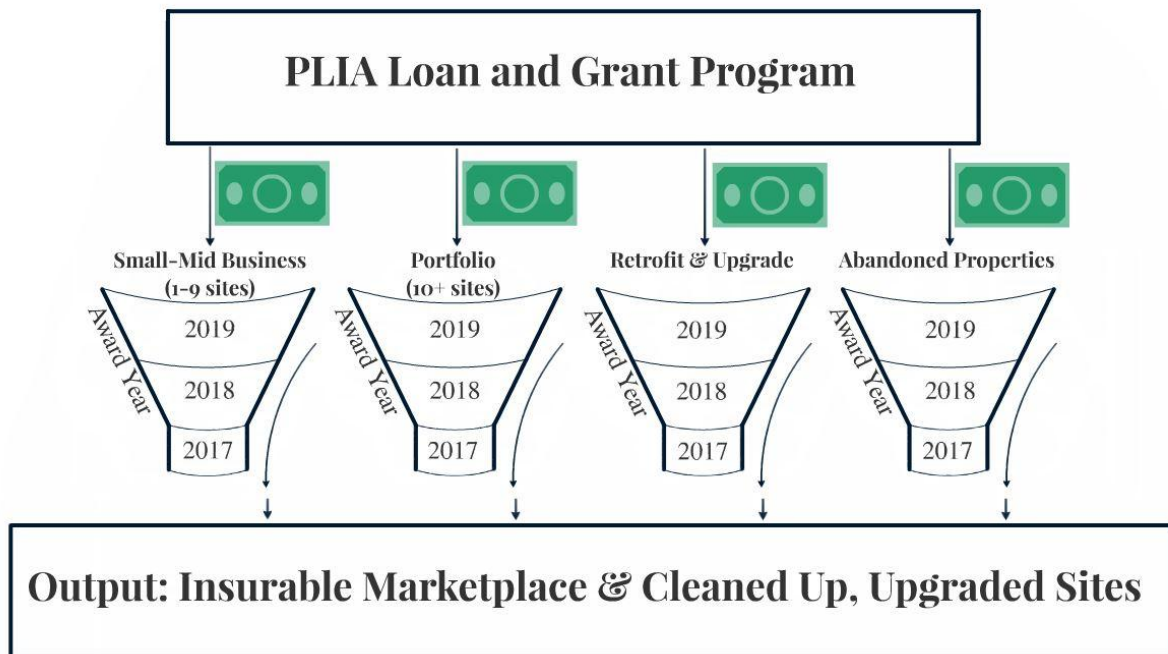 PLIA Loan and Grant Program
Small-Mid Business
(1-9 sites)
Award Year
2019
2018
2017
Portfolio
(10+ sites)
Award Year
2019
2018
2017
Retrofit & Upgrade
Award Year
2019
2018
2017
Abandoned Properties
Award Year
2019
2018
2017
Output: Insurable Marketplace & Cleaned Up, Upgraded Sites